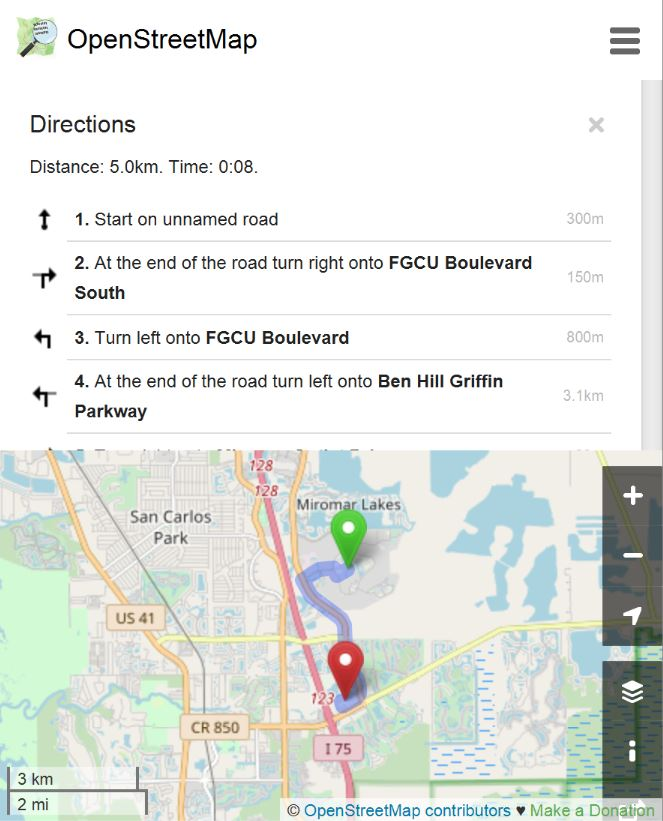 OpenStreetMap
Directions
Distance: 5.0km. Time: 0:08.
1. Start on unnamed road 300m
2. At the end of the road turn right onto FGCU Boulevard
South 150m
3. Turn left onto FGCU Boulevard 800m
4. At the end of the road turn left onto Ben Hill Griffin
Parkway 3.1km
128
128
Miromar Lakes
San Carlos
Park
US 41
123
CR 850
I 75
3 km
2 mi
© OpenStreetMap contributors ♥ Make a Donation